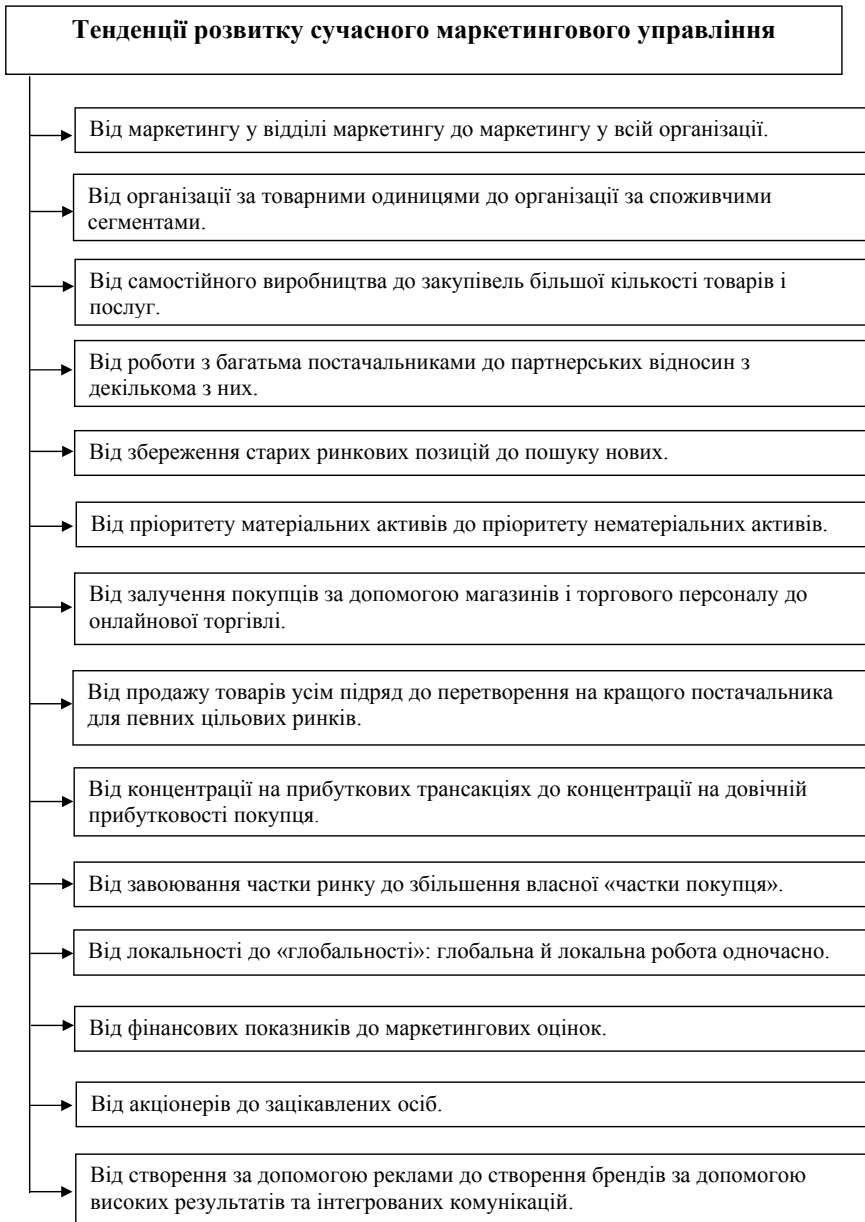 Тенденції розвитку сучасного маркетингового управління
Від маркетингу у відділі маркетингу до маркетингу у всій організації.
Від організації за товарними одиницями до організації за споживчими
сегментами.
Від самостійного виробництва до закупівель більшої кількості товарів і
послуг.
Від роботи з багатьма постачальниками до партнерських відносин з
декількома з них.
Від збереження старих ринкових позицій до пошуку нових.
Від пріоритету матеріальних активів до пріоритету нематеріальних активів.
Від залучення покупців за допомогою магазинів і торгового персоналу до
онлайнової торгівлі.
Від продажу товарів усім підряд до перетворення на кращого постачальника
для певних цільових ринків.
Від концентрації на прибуткових трансакціях до концентрації на довічній
прибутковості покупця.
Від завоювання частки ринку до збільшення власної «частки покупця».
Від локальності до «глобальності»: глобальна й локальна робота одночасно.
Від фінансових показників до маркетингових оцінок.
Від акціонерів до зацікавлених осіб.
Від створення за допомогою реклами до створення брендів за допомогою
високих результатів та інтегрованих комунікацій.